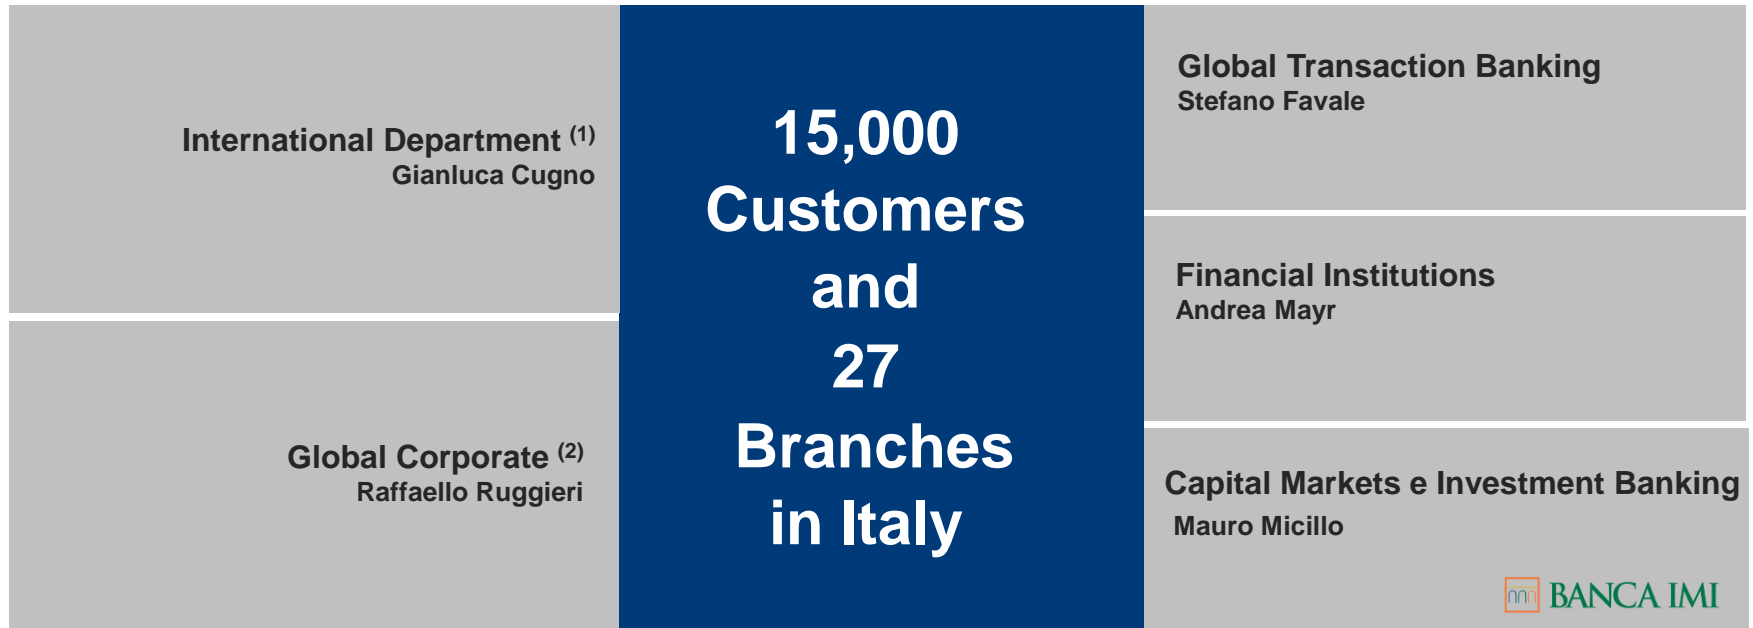 International Department (1)
Gianluca Cugno
Global Corporate (2)
Raffaello Ruggieri
15,000
Customers
and
27
Branches
in Italy
Global Transaction Banking
Stefano Favale
Financial Institutions
Andrea Mayr
Capital Markets e Investment Banking
Mauro Micillo
BANCA IMI